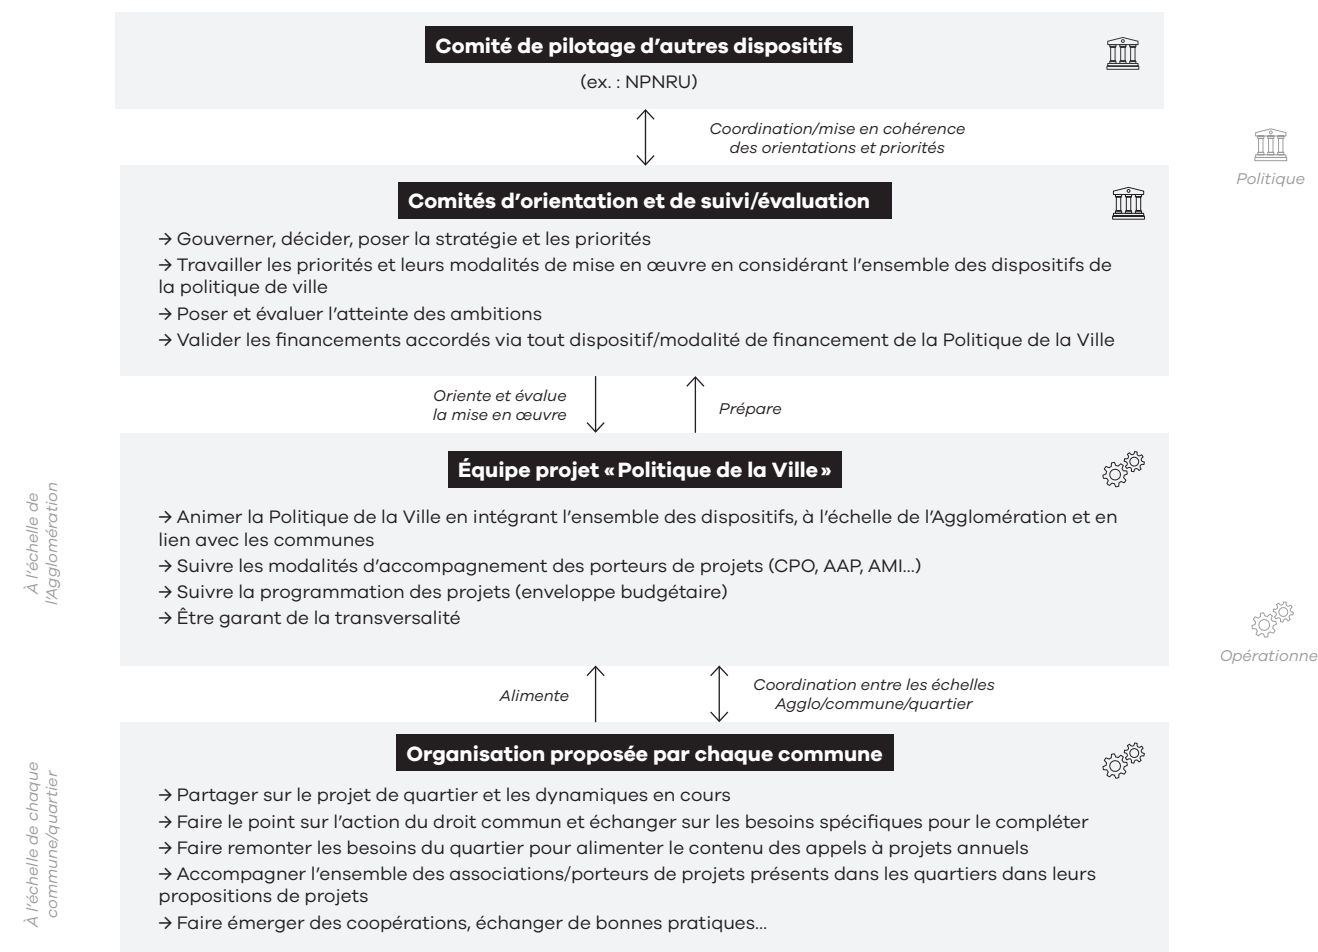 Comité de pilotage d’autres dispositifs
(ex. : NPNRU)
Coordination/mise en cohérence
des orientations et priorités
Politique
Comités d’orientation et de suivi/évaluation
→ Gouverner, décider, poser la stratégie et les priorités
→ Travailler les priorités et leurs modalités de mise en œuvre en considérant l’ensemble des dispositifs de
la politique de ville
→ Poser et évaluer l’atteinte des ambitions
→ Valider les financements accordés via tout dispositif/modalité de financement de la Politique de la Ville
Oriente et évalue
la mise en œuvre
Prépare
À l’échelle de
l’Agglomération
Équipe projet « Politique de la Ville »
→ Animer la Politique de la Ville en intégrant l’ensemble des dispositifs, à l’échelle de l’Agglomération et en
lien avec les communes
→ Suivre les modalités d’accompagnement des porteurs de projets (CPO, AAP, AMI...)
→ Suivre la programmation des projets (enveloppe budgétaire)
→ Être garant de la transversalité
Opérationne
Alimente
Coordination entre les échelles
Agglo/commune/quartier
À l’échelle de chaque
commune/quartier
Organisation proposée par chaque commune
→ Partager sur le projet de quartier et les dynamiques en cours
→ Faire le point sur l’action du droit commun et échanger sur les besoins spécifiques pour le compléter
→ Faire remonter les besoins du quartier pour alimenter le contenu des appels à projets annuels
→ Accompagner l’ensemble des associations/porteurs de projets présents dans les quartiers dans leurs
propositions de projets
→ Faire émerger des coopérations, échanger de bonnes pratiques...